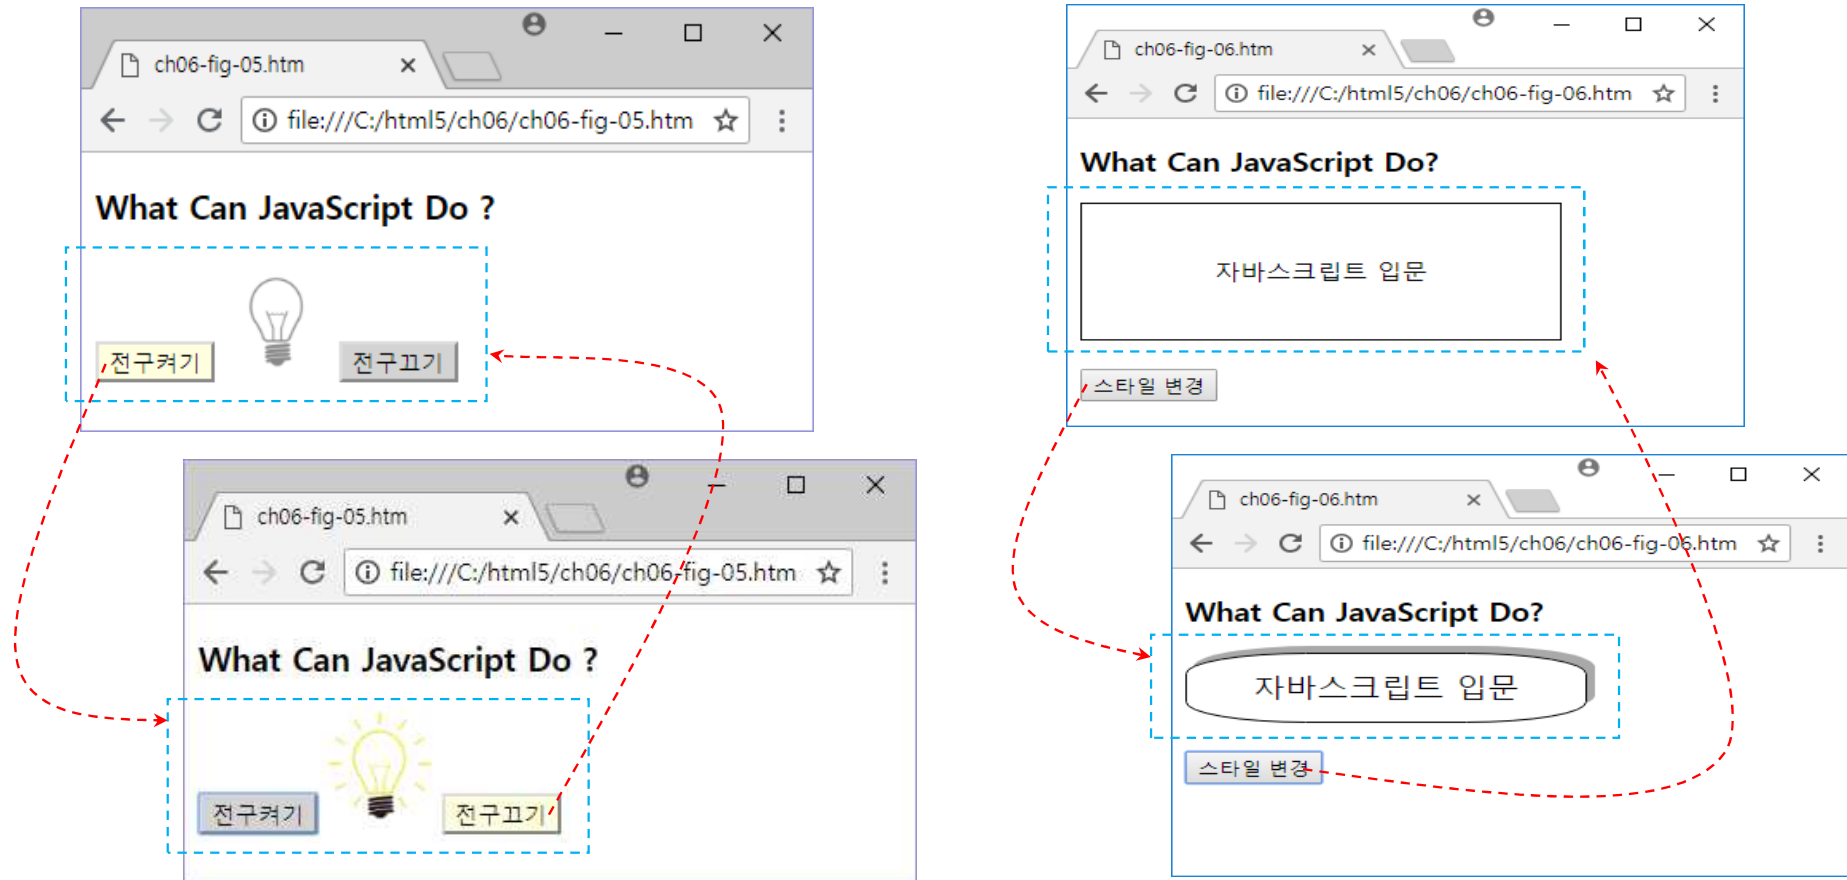 ch06-fig-05.htm
file:///C:/html5/ch06/ch06-fig-05.htm
What Can JavaScript Do ?
전구켜기
전구끄기
ch06-fig-05.htm
file:///C:/html5/ch06/ch06-fig-05.htm
What Can JavaScript Do ?
전구켜기
전구끄기
ch06-fig-06.htm
file:///C:/html5/ch06/ch06-fig-06.htm
What Can JavaScript Do?
자바스크립트 입문
스타일 변경
ch06-fig-06.htm
file:///C:/html5/ch06/ch06-fig-06.htm
What Can JavaScript Do?
자바스크립트 입문
스타일 변경